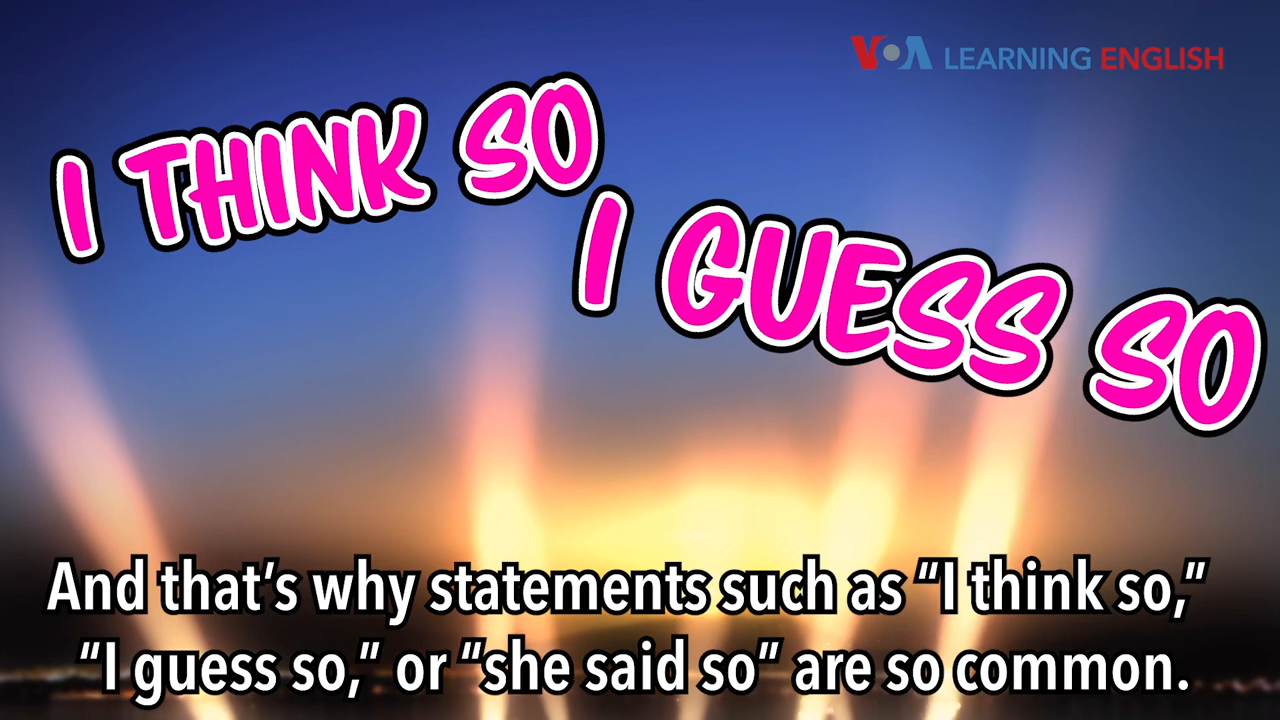 VOA LEARNING ENGLISH
I THINK SO
I GUESS SO
And that’s why statements such as “I think so,”
“I guess so,” or “she said so” are so common.